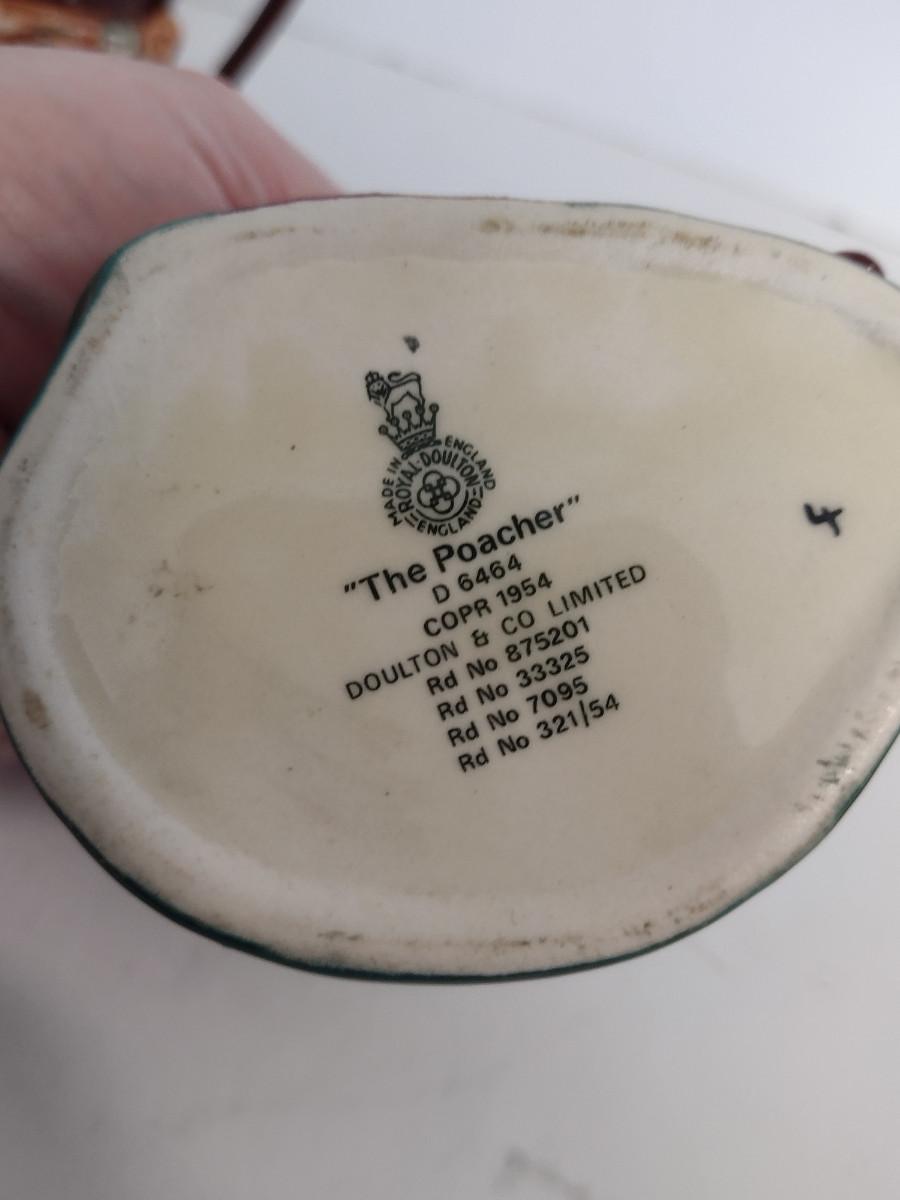 MADE IN ENGLAND
ROYAL·DOULTON
ENGLAND
"The Poacher"
D 6464
COPR 1954
DOULTON & CO LIMITED
Rd No 875201
Rd No 33325
Rd No 7095
Rd No 321/54
4